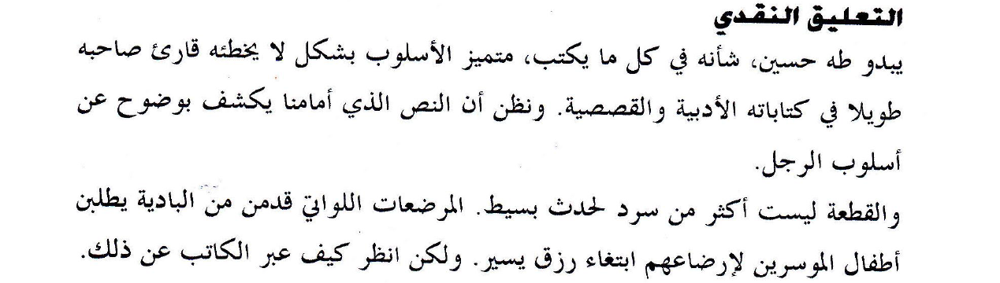 التعليق النقدي
يبدو طه حسين، شأنه في كل ما يكتب، متميز الأسلوب بشكل لا يخطئه قارئ صاحبه
طويلا في كتاباته الأدبية والقصصية. ونظن أن النص الذي أمامنا يكشف بوضوح عن
أسلوب الرجل.
والقطعة ليست أكثر من سرد لحدث بسيط. المرضعات اللواتي قدمن من البادية يطلبن
أطفال الموسرين لإرضاعهم ابتغاء رزق يسير. ولكن انظر كيف عبر الكاتب عن ذلك.